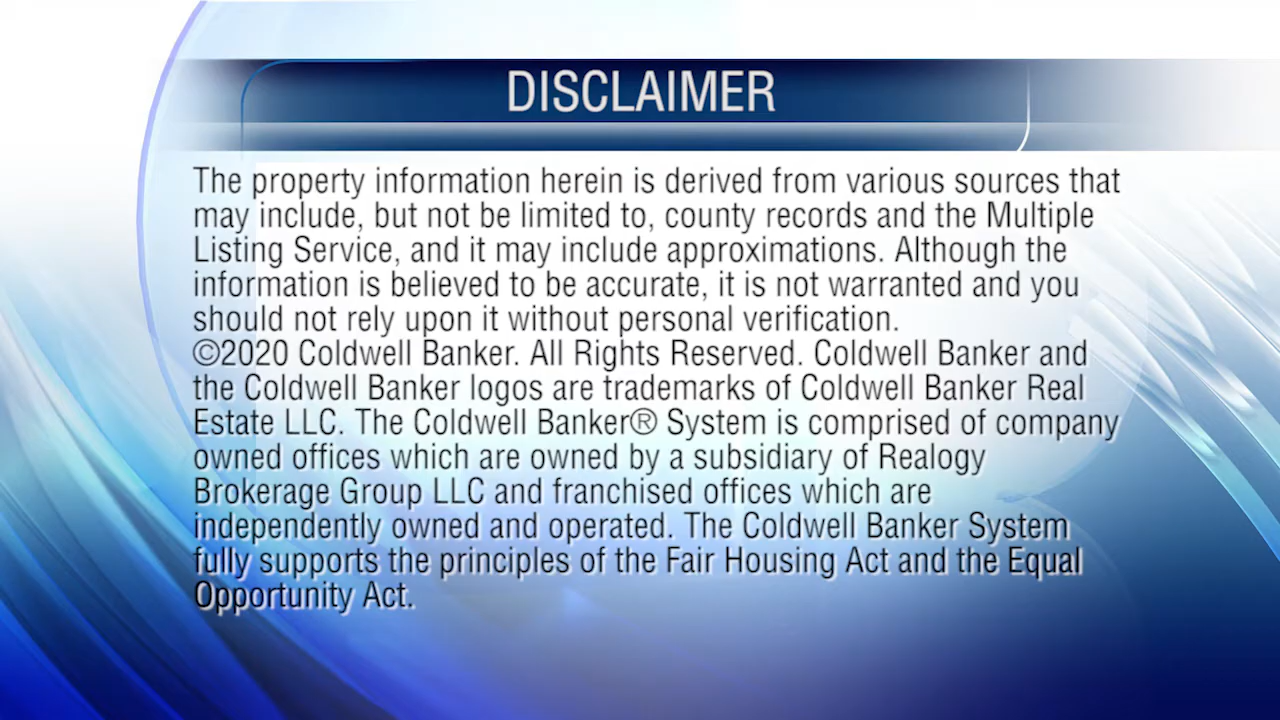 DISCLAIMER
The property information herein is derived from various sources that
may include, but not be limited to, county records and the Multiple
Listing Service, and it may include approximations. Although the
information is believed to be accurate, it is not warranted and you
should not rely upon it without personal verification.
©2020 Coldwell Banker. All Rights Reserved. Coldwell Banker and
the Coldwell Banker logos are trademarks of Coldwell Banker Real
Estate LLC. The Coldwell Banker® System is comprised of company
owned offices which are owned by a subsidiary of Realogy
Brokerage Group LLC and franchised offices which are
independently owned and operated. The Coldwell Banker System
fully supports the principles of the Fair Housing Act and the Equal
Opportunity Act.